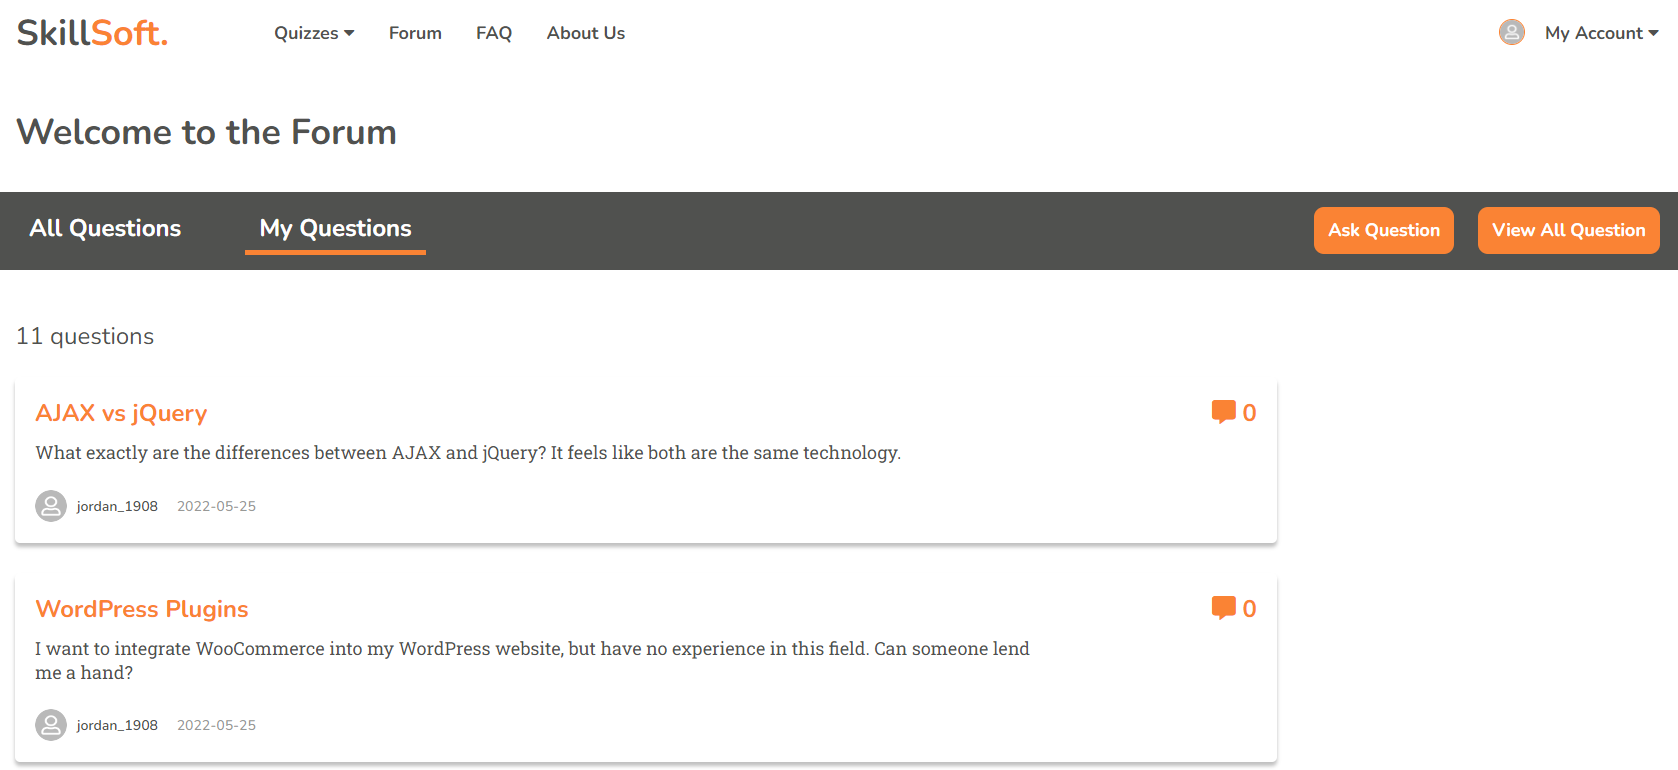 SkillSoft.
Quizzes
Forum
FAQ
About Us
My Account
Welcome to the Forum
All Questions
My Questions
Ask Question
View All Question
11 questions
AJAX vs jQuery
0
What exactly are the differences between AJAX and jQuery? It feels like both are the same technology.
jordan_1908
2022-05-25
WordPress Plugins
0
I want to integrate WooCommerce into my WordPress website, but have no experience in this field. Can someone lend
me a hand?
jordan_1908
2022-05-25